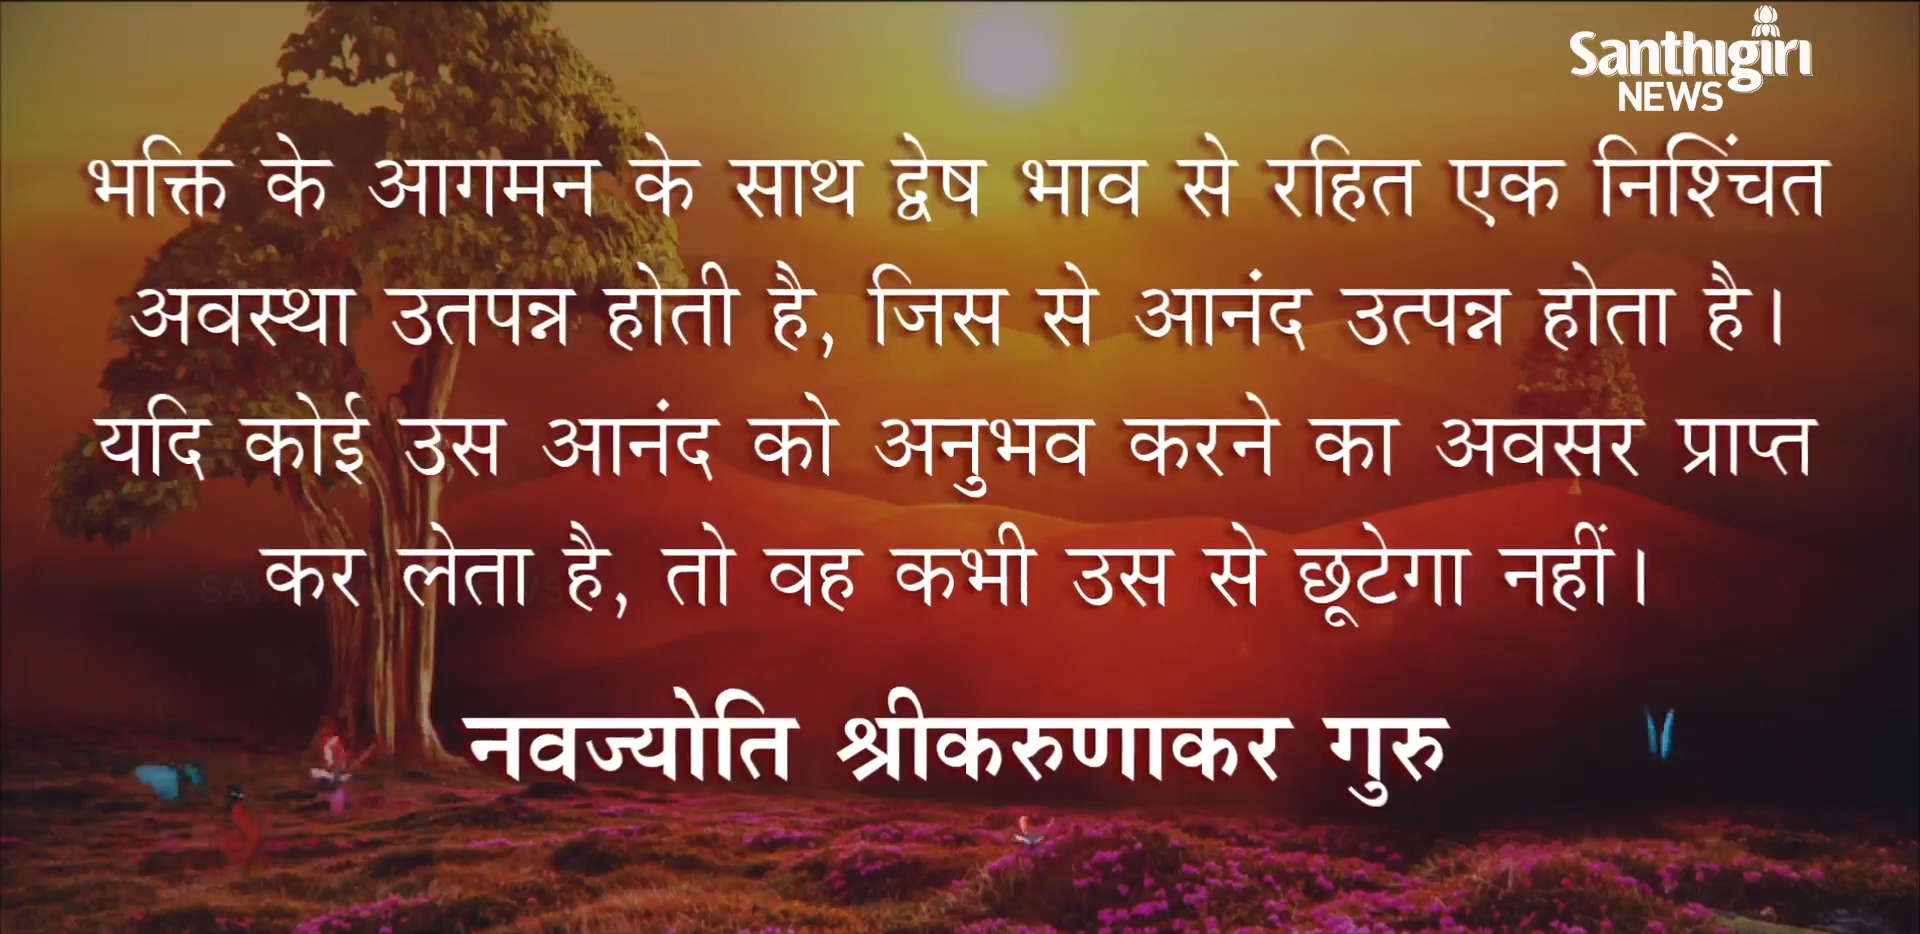 Santhigiri
NEWS
भक्ति के आगमन के साथ द्वेष भाव से रहित एक निश्चिंत
अवस्था उतपन्न होती है, जिस से आनंद उत्पन्न होता है।
यदि कोई उस आनंद को अनुभव करने का अवसर प्राप्त
कर लेता है, तो वह कभी उस से छूटेगा नहीं।
नवज्योति श्रीकरुणाकर गुरु